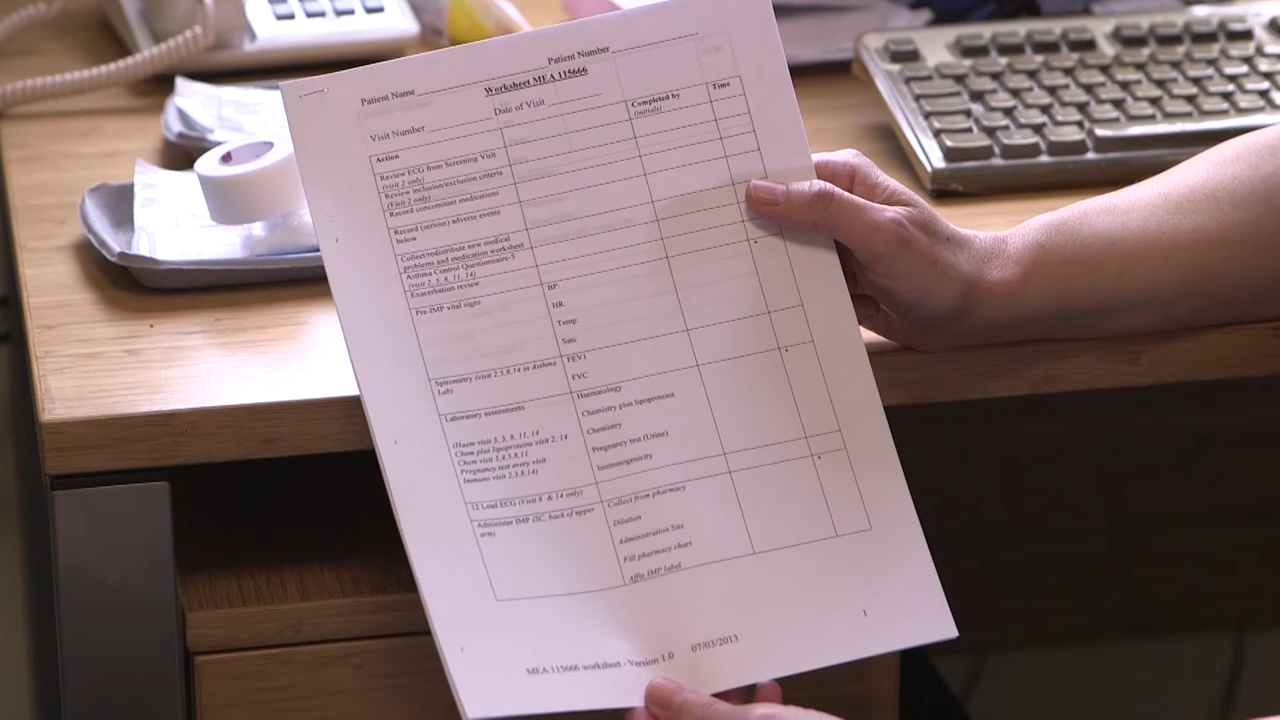 Patient Name Patient Number
Worksheet MEA 115666
Visit Number Date of Visit
Action
Completed by
(initials)
Time
Review ECG from Screening Visit
(visit 2 only)
Review inclusion/exclusion criteria
(Visit 2 only)
Record concomitant medications
Record (serious) adverse events
below
Collect/redistribute new medical
problems and medication worksheet
Asthma Control Questionnaire-5
(visit 2, 5, 8, 11, 14)
Exacerbation review
Pre-IMP vital signs
BP:
HR:
Temp:
Sats:
Spirometry (visit 2,5,8,14 in Asthma
Lab)
FEV1
FVC
Laboratory assessments
(Haem visit 3, 5, 8, 11, 14
Chem plus lipoproteins visit 2, 14
Chem visit 3,4,5,8,11
Pregnancy test every visit
Immuno visit 2,5,8,14)
Haematology
Chemistry plus lipoproteins
Chemistry
Pregnancy test (Urine)
Immunogenicity
12 Lead ECG (Visit 8 & 14 only)
Administer IMP (SC, back of upper
arm)
Collect from pharmacy
Dilution
Administration Site
Fill pharmacy chart
Affix IMP label
1
MEA 115666 worksheet - Version 1.0 07/03/2013